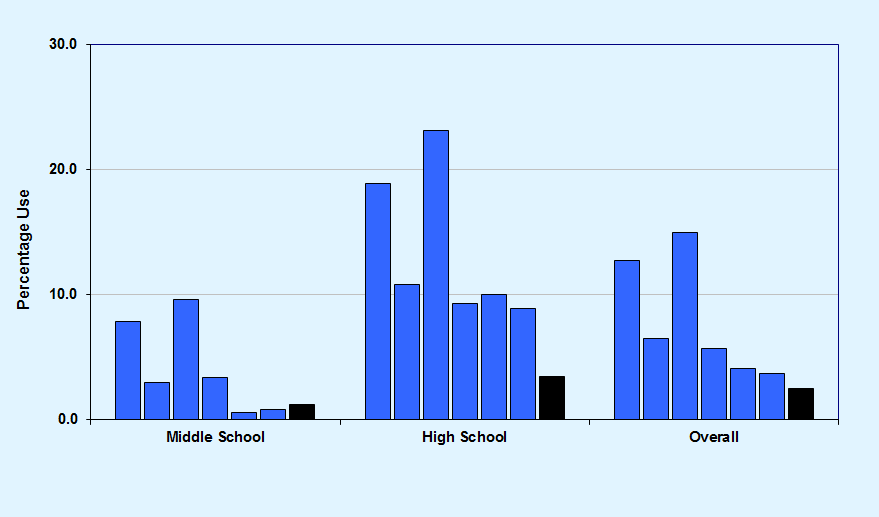 30.0
20.0
10.0
0.0
Percentage Use
Middle School
High School
Overall